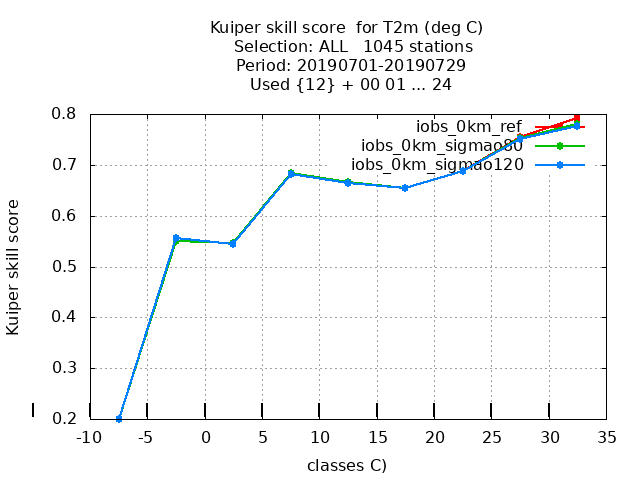 Kuiper skill score  for T2m (deg C)
Selection: ALL   1045 stations
Period: 20190701-20190729
Used {12} + 00 01 ... 24
0.8
0.7
0.6
0.5
0.4
0.3
0.2
Kuiper skill score
iobs_0km_ref
iobs_0km_sigmao80
iobs_0km_sigmao120
-10 -5 0 5 10 15 20 25 30 35
classes C)